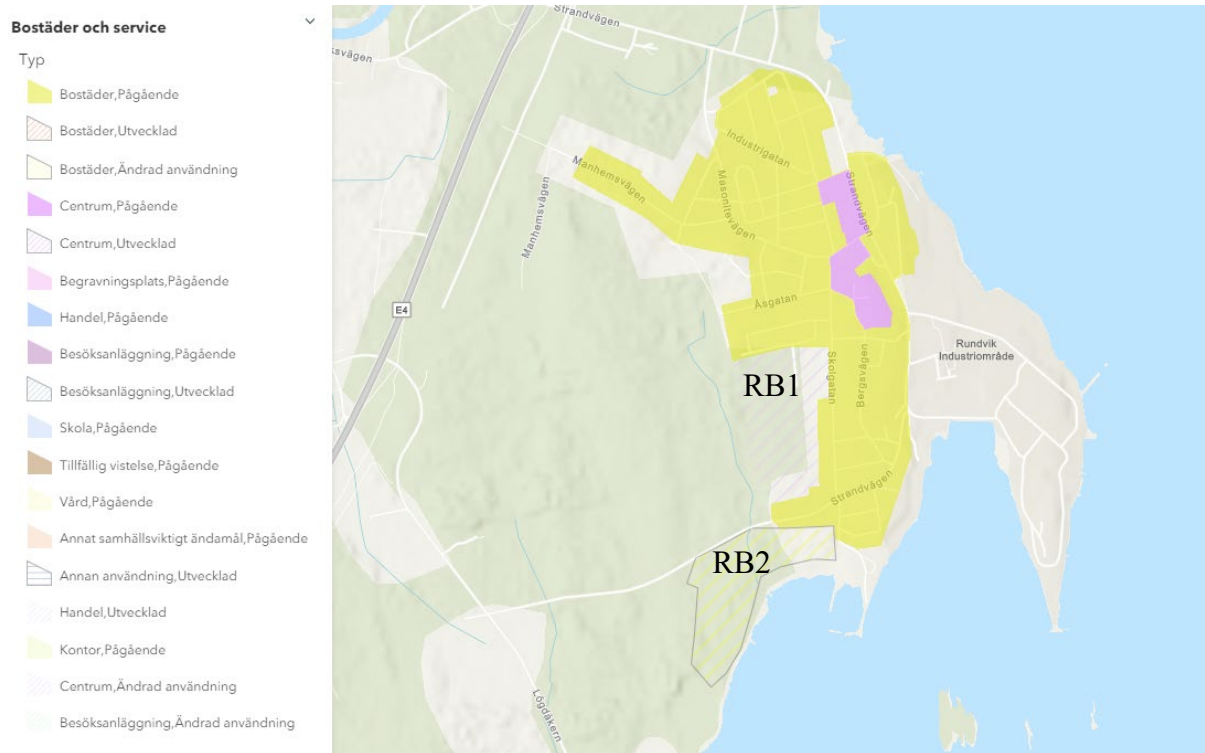 Bostäder och service
Typ
Bostäder,Pågående
Bostäder,Utvecklad
Bostäder,Ändrad användning
Centrum,Pågående
Centrum,Utvecklad
Begravningsplats,Pågående
Handel,Pågående
Besöksanläggning,Pågående
Besöksanläggning,Utvecklad
Skola,Pågående
Tillfällig vistelse,Pågående
Vård,Pågående
Annat samhällsviktigt ändamål,Pågående
Annan användning,Utvecklad
Handel,Utvecklad
Kontor,Pågående
Centrum,Ändrad användning
Besöksanläggning,Ändrad användning
Strandvägen
ksvägen
Industrigatan
Manhemsvägen
Masonitevägen
Strandvägen
Manhemsvägen
Åsgatan
E4
Rundvik
Industriområde
Skolgatan
Bergsvägen
RB1
Strandvägen
RB2
Lögdåkern